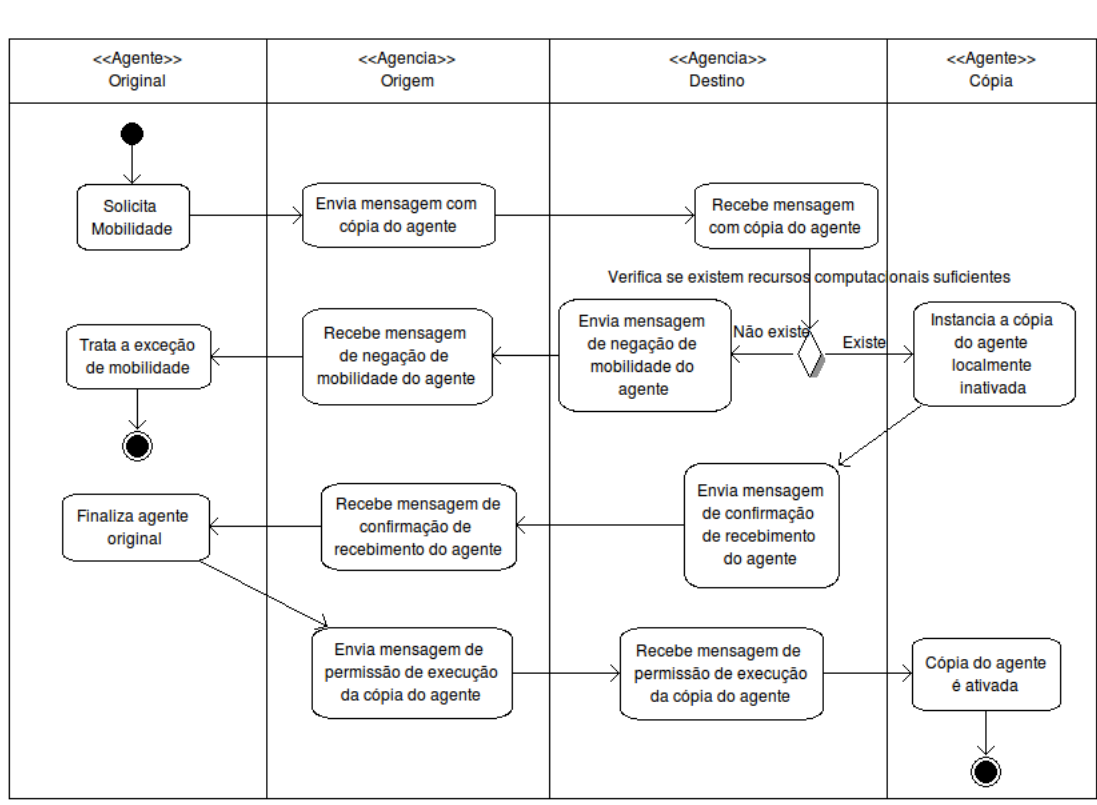 <<Agente>>
Original
<<Agencia>>
Origem
<<Agencia>>
Destino
<<Agente>>
Cópia
Solicita
Mobilidade
Envia mensagem com
cópia do agente
Recebe mensagem
com cópia do agente
Verifica se existem recursos computacionais suficientes
Trata a exceção
de mobilidade
Recebe mensagem
de negação de
mobilidade do agente
Envia mensagem
de negação de
mobilidade do
agente
Não existe
Existe
Instancia a cópia
do agente
localmente
inativada
Finaliza agente
original
Recebe mensagem de
confirmação de
recebimento do agente
Envia mensagem
de confirmação
de recebimento
do agente
Envia mensagem de
permissão de execução
da cópia do agente
Recebe mensagem de
permissão de execução
da cópia do agente
Cópia do agente
é ativada